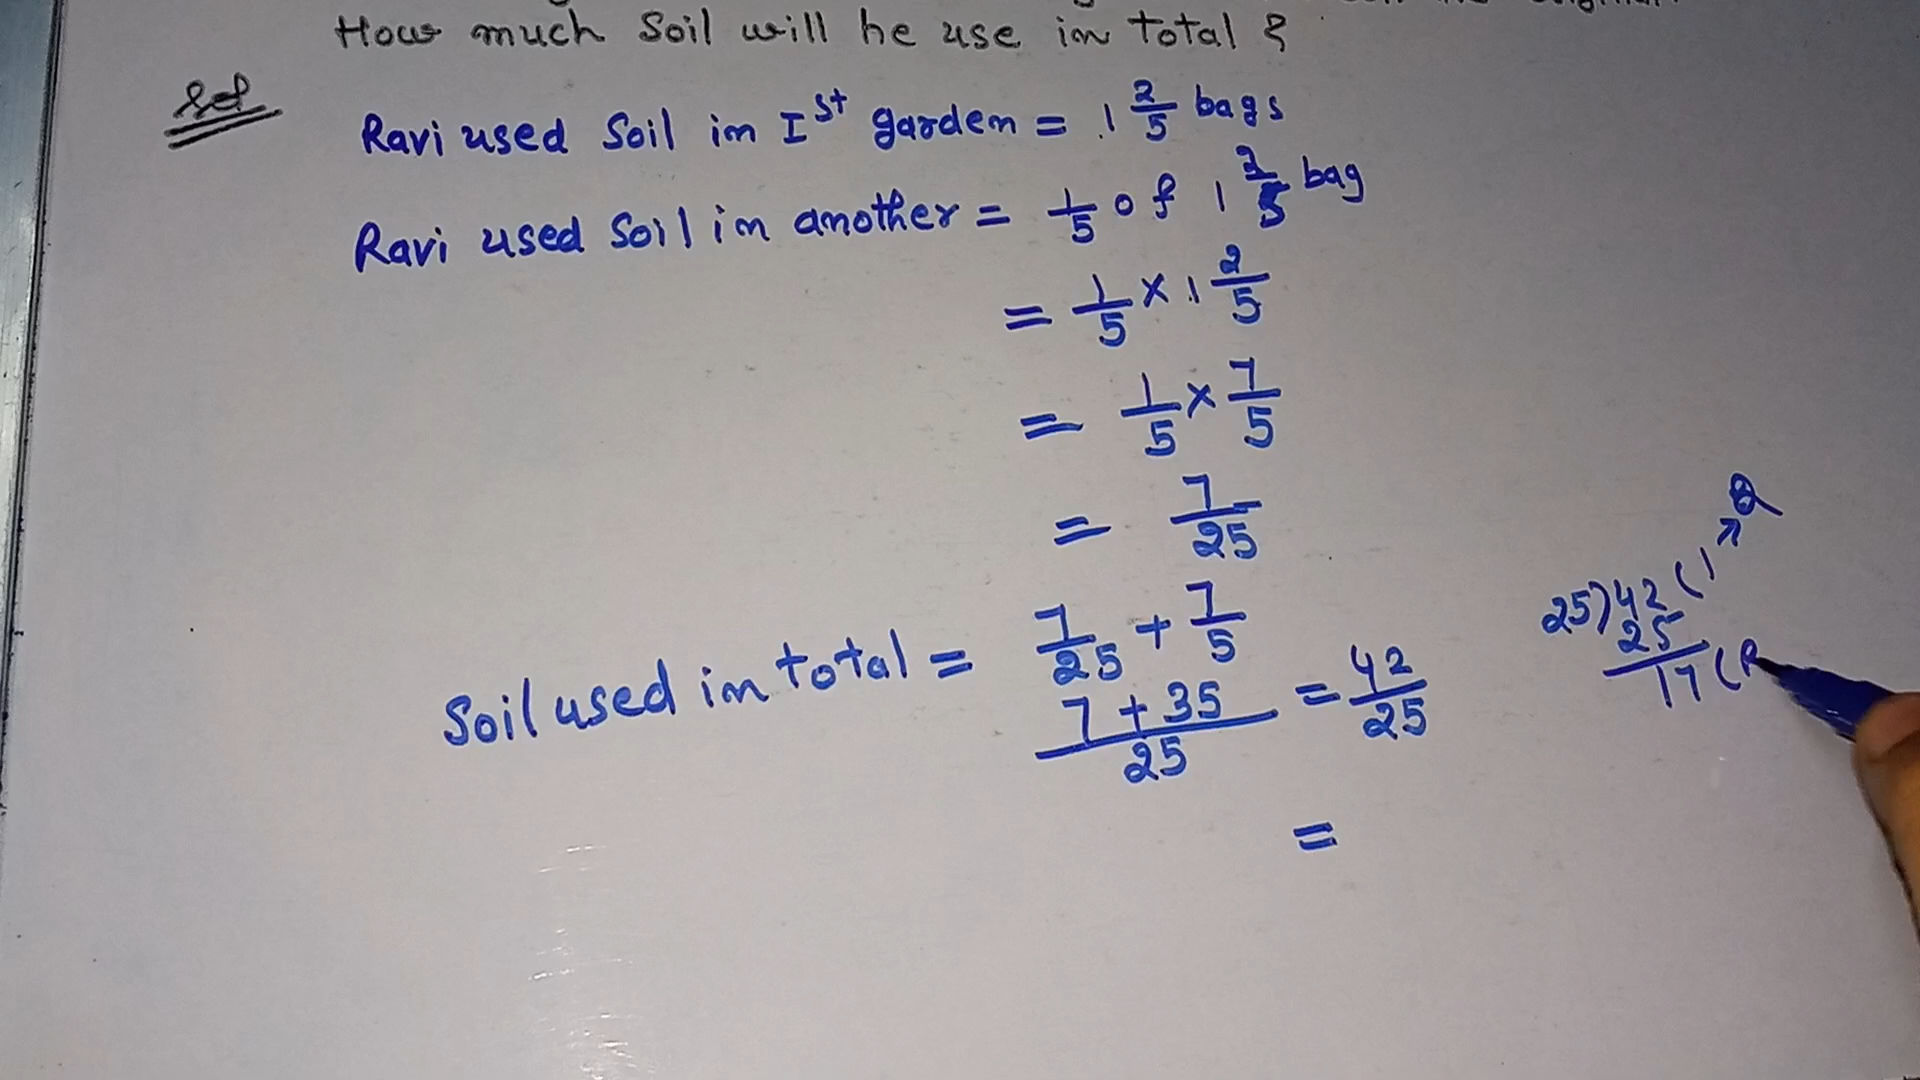 How much Soil will he use in total ?
Sol
Ravi used Soil in Ist garden = 1 2/5 bags
Ravi used Soil in another = 1/5 of 1 2/5 bag
= 1/5 × 1 2/5
= 1/5 × 7/5
= 7/25
Soil used in total = 7/25 + 7/5
7 + 35 / 25 = 42/25
=
Q
25)42(1
25
17(R